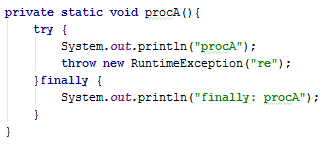 private static void procA(){
    try {
        System.out.println("procA");
        throw new RuntimeException("re");
    }finally {
        System.out.println("finally: procA");
    }
}